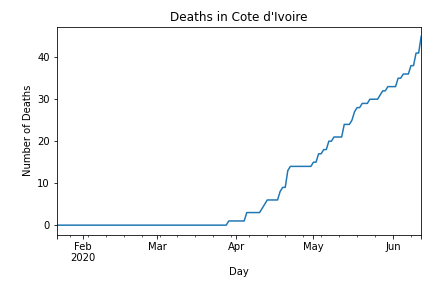 Deaths in Cote d'Ivoire
Number of Deaths
40
30
20
10
0
Feb
2020
Mar
Apr
May
Jun
Day